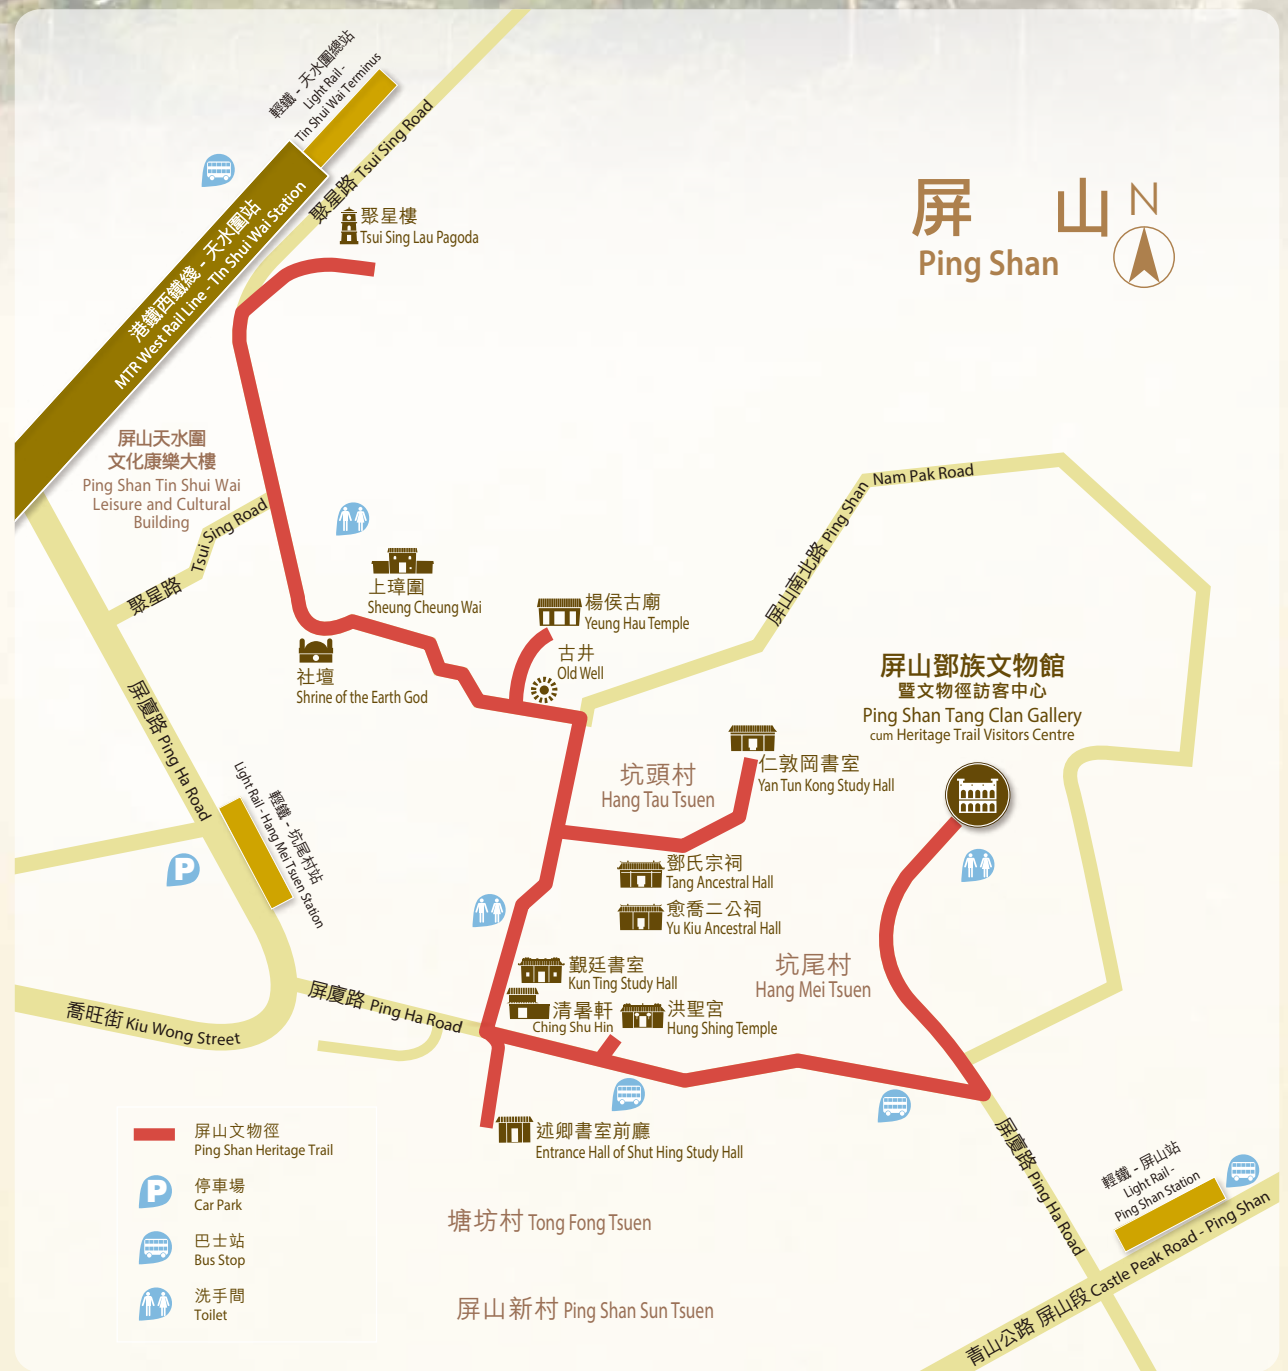 屏 山
Ping Shan
N
輕鐵 - 天水圍總站
Light Rail -
Tin Shui Wai Terminus
港鐵西鐵綫 - 天水圍站
MTR West Rail Line - Tin Shui Wai Station
聚星路 Tsui Sing Road
聚星樓
Tsui Sing Lau Pagoda
屏山天水圍
文化康樂大樓
Ping Shan Tin Shui Wai
Leisure and Cultural
Building
聚星路 Tsui Sing Road
上璋圍
Sheung Cheung Wai
社壇
Shrine of the Earth God
楊侯古廟
Yeung Hau Temple
古井
Old Well
屏山南北路 Ping Shan Nam Pak Road
屏山鄧族文物館
暨文物徑訪客中心
Ping Shan Tang Clan Gallery
cum Heritage Trail Visitors Centre
屏廈路 Ping Ha Road
輕鐵 - 坑尾村站
Light Rail - Hang Mei Tsuen Station
坑頭村
Hang Tau Tsuen
仁敦岡書室
Yan Tun Kong Study Hall
鄧氏宗祠
Tang Ancestral Hall
愈喬二公祠
Yu Kiu Ancestral Hall
P
覲廷書室
Kun Ting Study Hall
坑尾村
Hang Mei Tsuen
清暑軒
Ching Shu Hin
洪聖宮
Hung Shing Temple
屏廈路 Ping Ha Road
喬旺街 Kiu Wong Street
述卿書室前廳
Entrance Hall of Shut Hing Study Hall
屏廈路 Ping Ha Road
輕鐵 - 屏山站
Light Rail -
Ping Shan Station
青山公路 屏山段 Castle Peak Road - Ping Shan
塘坊村 Tong Fong Tsuen
屏山新村 Ping Shan Sun Tsuen
屏山文物徑
Ping Shan Heritage Trail
P
停車場
Car Park
巴士站
Bus Stop
洗手間
Toilet